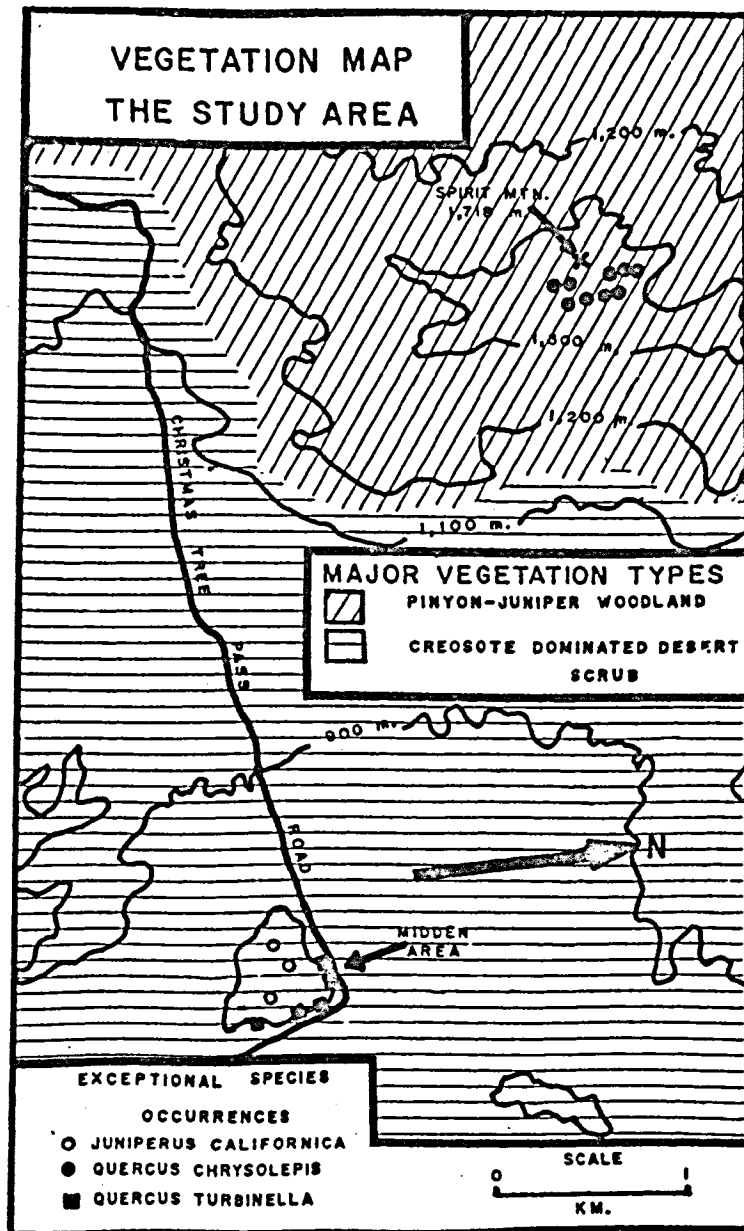 VEGETATION MAP
THE STUDY AREA
1,200 m.
SPIRIT MTN.
1,718 m.
1,300 m.
1,200 m.
1,100 m.
CHRISTMAS TREE PASS ROAD
MAJOR VEGETATION TYPES
PINYON-JUNIPER WOODLAND
CREOSOTE DOMINATED DESERT
SCRUB
900 m.
N
MIDDEN
AREA
EXCEPTIONAL SPECIES
OCCURRENCES
JUNIPERUS CALIFORNICA
QUERCUS CHRYSOLEPIS
QUERCUS TURBINELLA
SCALE
0 1
KM.